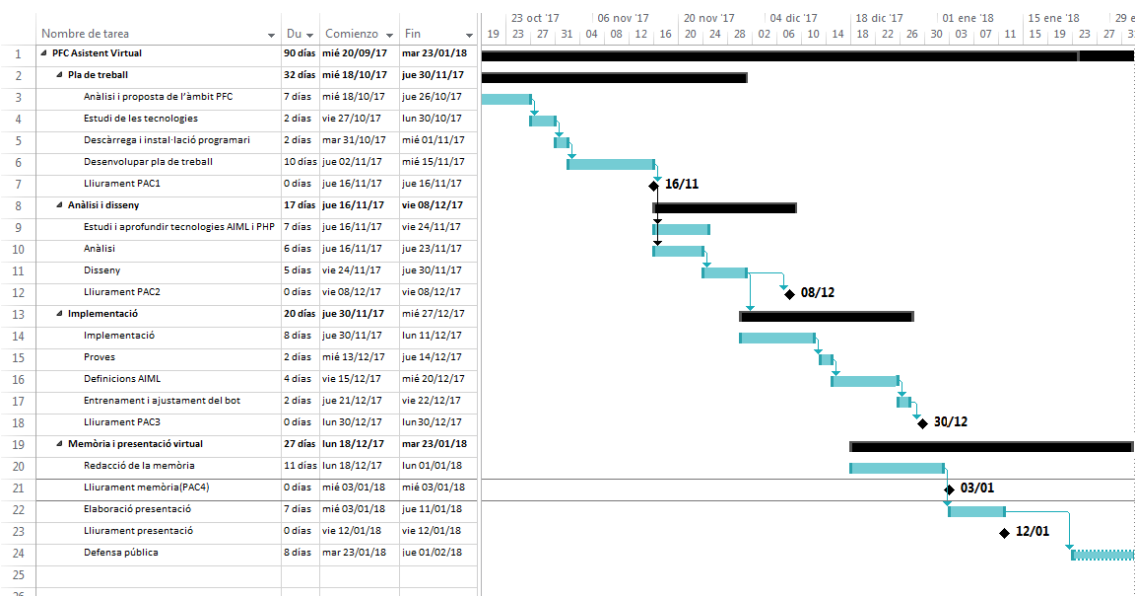 23 oct '17 06 nov '17 20 nov '17 04 dic '17 18 dic '17 01 ene '18 15 ene '18 29 e
Nombre de tarea Du Comienzo Fin 19 23 27 31 04 08 12 16 20 24 28 02 06 10 14 18 22 26 30 03 07 11 15 19 23 27 31
1 PFC Asistent Virtual 90 días mié 20/09/17 mar 23/01/18
2 Pla de treball 32 días mié 18/10/17 jue 30/11/17
3 Anàlisi i proposta de l'àmbit PFC 7 días mié 18/10/17 jue 26/10/17
4 Estudi de les tecnologies 2 días vie 27/10/17 lun 30/10/17
5 Descàrrega i instal·lació programari 2 días mar 31/10/17 mié 01/11/17
6 Desenvolupar pla de treball 10 días jue 02/11/17 mié 15/11/17
7 Lliurament PAC1 0 días jue 16/11/17 jue 16/11/17 16/11
8 Anàlisi i disseny 17 días jue 16/11/17 vie 08/12/17
9 Estudi i aprofundir tecnologies AIML i PHP 7 días jue 16/11/17 vie 24/11/17
10 Anàlisi 6 días jue 16/11/17 jue 23/11/17
11 Disseny 5 días vie 24/11/17 jue 30/11/17
12 Lliurament PAC2 0 días vie 08/12/17 vie 08/12/17 08/12
13 Implementació 20 días jue 30/11/17 mié 27/12/17
14 Implementació 8 días jue 30/11/17 lun 11/12/17
15 Proves 2 días mié 13/12/17 jue 14/12/17
16 Definicions AIML 4 días vie 15/12/17 mié 20/12/17
17 Entrenament i ajustament del bot 2 días jue 21/12/17 vie 22/12/17
18 Lliurament PAC3 0 días lun 30/12/17 lun 30/12/17 30/12
19 Memòria i presentació virtual 27 días lun 18/12/17 mar 23/01/18
20 Redacció de la memòria 11 días lun 18/12/17 lun 01/01/18
21 Lliurament memòria(PAC4) 0 días mié 03/01/18 mié 03/01/18 03/01
22 Elaboració presentació 7 días mié 03/01/18 jue 11/01/18
23 Lliurament presentació 0 días vie 12/01/18 vie 12/01/18 12/01
24 Defensa pública 8 días mar 23/01/18 jue 01/02/18
25